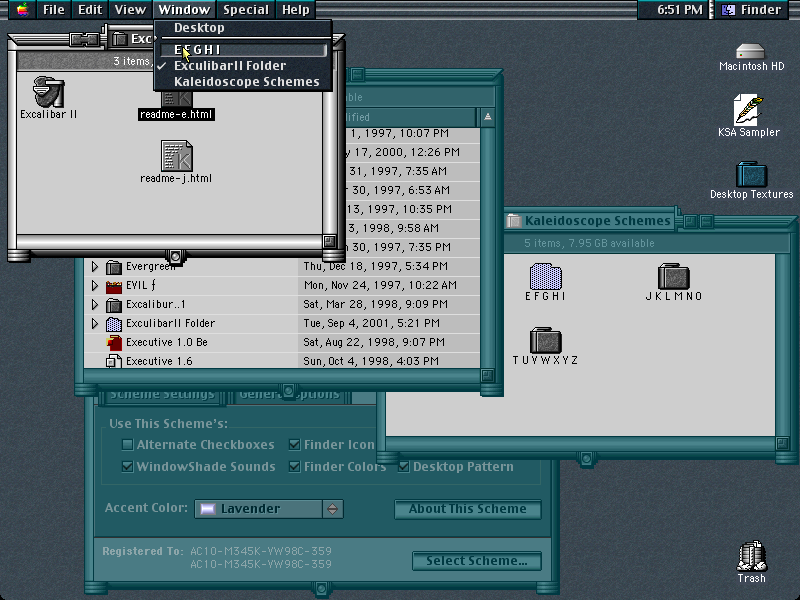 File Edit View Window Special Help
6:51 PM Finder
Desktop
E F G H I
ExculibarII Folder
Kaleidoscope Schemes
Exc
3 items,
Excalibar II
readme-e.html
readme-j.html
able
1, 1997, 10:07 PM
17, 2000, 12:26 PM
31, 1997, 7:35 AM
30, 1997, 6:53 AM
13, 1997, 10:35 PM
3, 1998, 9:58 AM
30, 1997, 7:35 PM
Evergreen Thu, Dec 18, 1997, 5:34 PM
EVIL ƒ Mon, Nov 24, 1997, 10:22 AM
Excalibur..1 Sat, Mar 28, 1998, 9:09 PM
ExculibarII Folder Tue, Sep 4, 2001, 5:21 PM
Executive 1.0 Be Sat, Aug 22, 1998, 9:07 PM
Executive 1.6 Sun, Oct 4, 1998, 4:03 PM
Kaleidoscope Schemes
5 items, 7.95 GB available
E F G H I
J K L M N O
T U V W X Y Z
Scheme Settings
Use This Scheme's:
Alternate Checkboxes
WindowShade Sounds
Finder Icon
Finder Colors
Desktop Pattern
Accent Color: Lavender
About This Scheme
Registered To: AC10-M345K-YW98C-359
AC10-M345K-YW98C-359
Select Scheme...
Macintosh HD
KSA Sampler
Desktop Textures
Trash